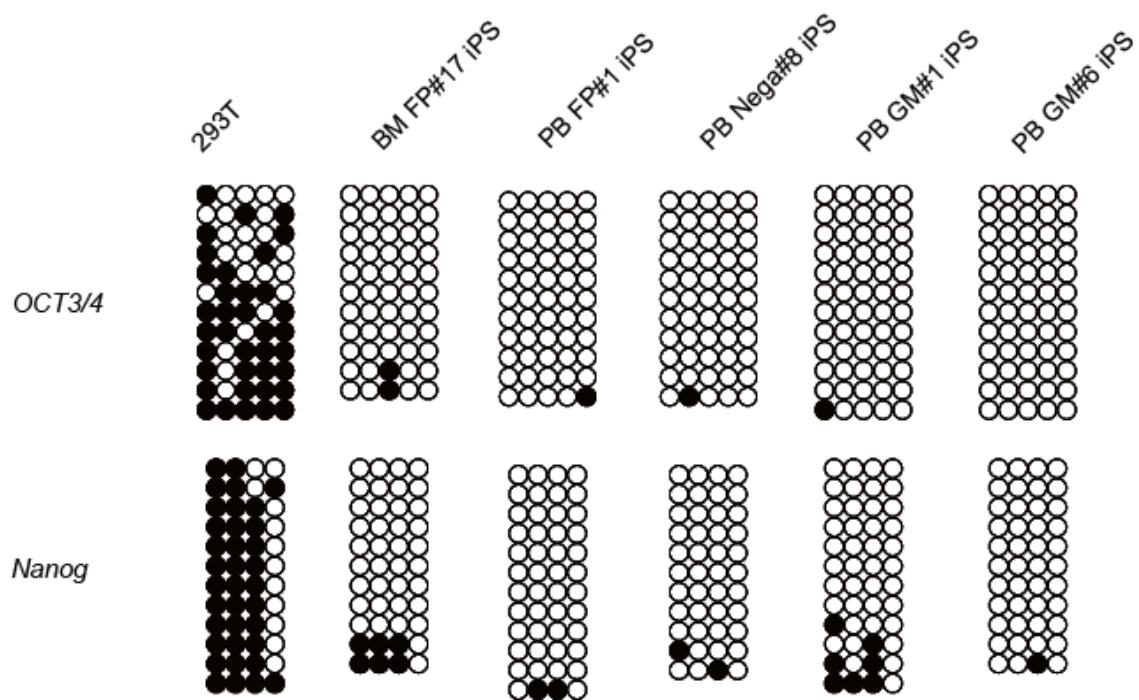 293T
BM FP#17 iPS
PB FP#1 iPS
PB Nega#8 iPS
PB GM#1 iPS
PB GM#6 iPS
OCT3/4
Nanog